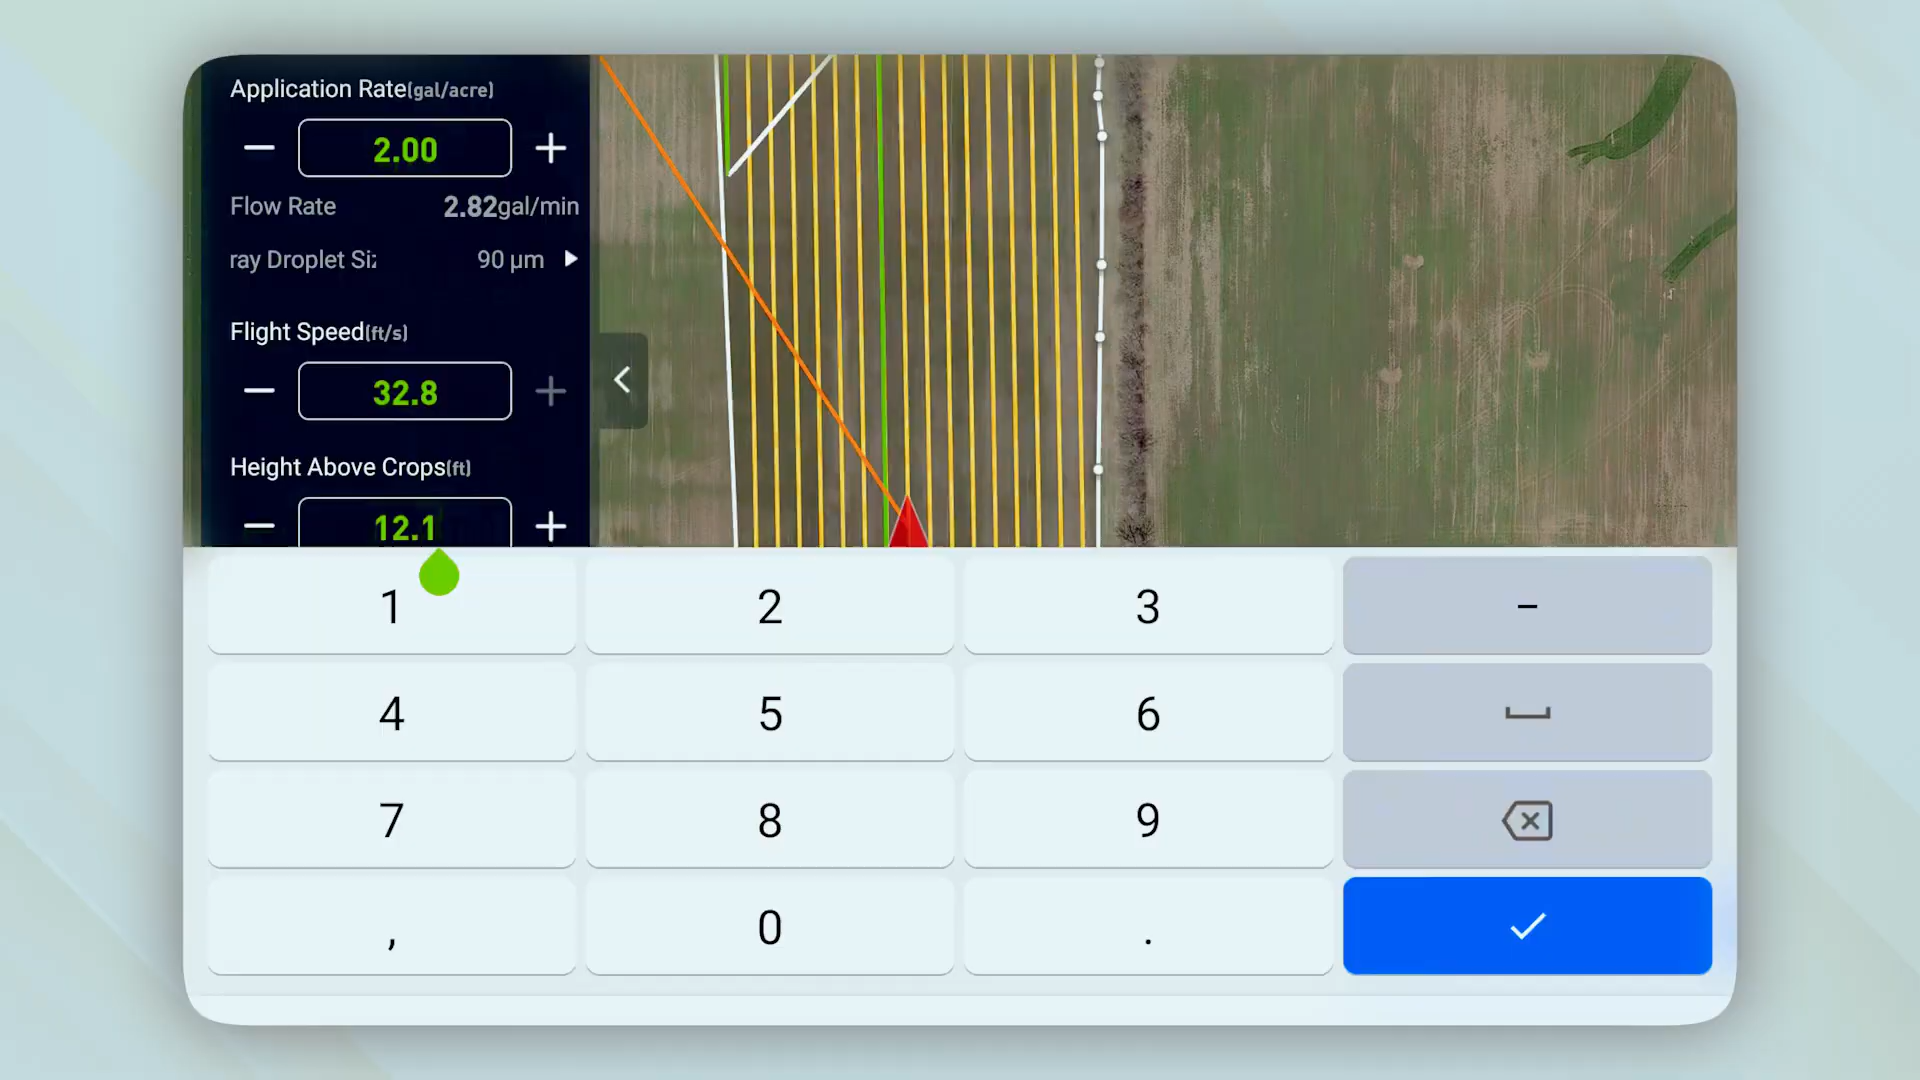 Application Rate(gal/acre)
2.00
Flow Rate 2.82gal/min
ray Droplet Siz 90 µm
Flight Speed(ft/s)
32.8
Height Above Crops(ft)
12.1
1 2 3 –
4 5 6
7 8 9
, 0 .